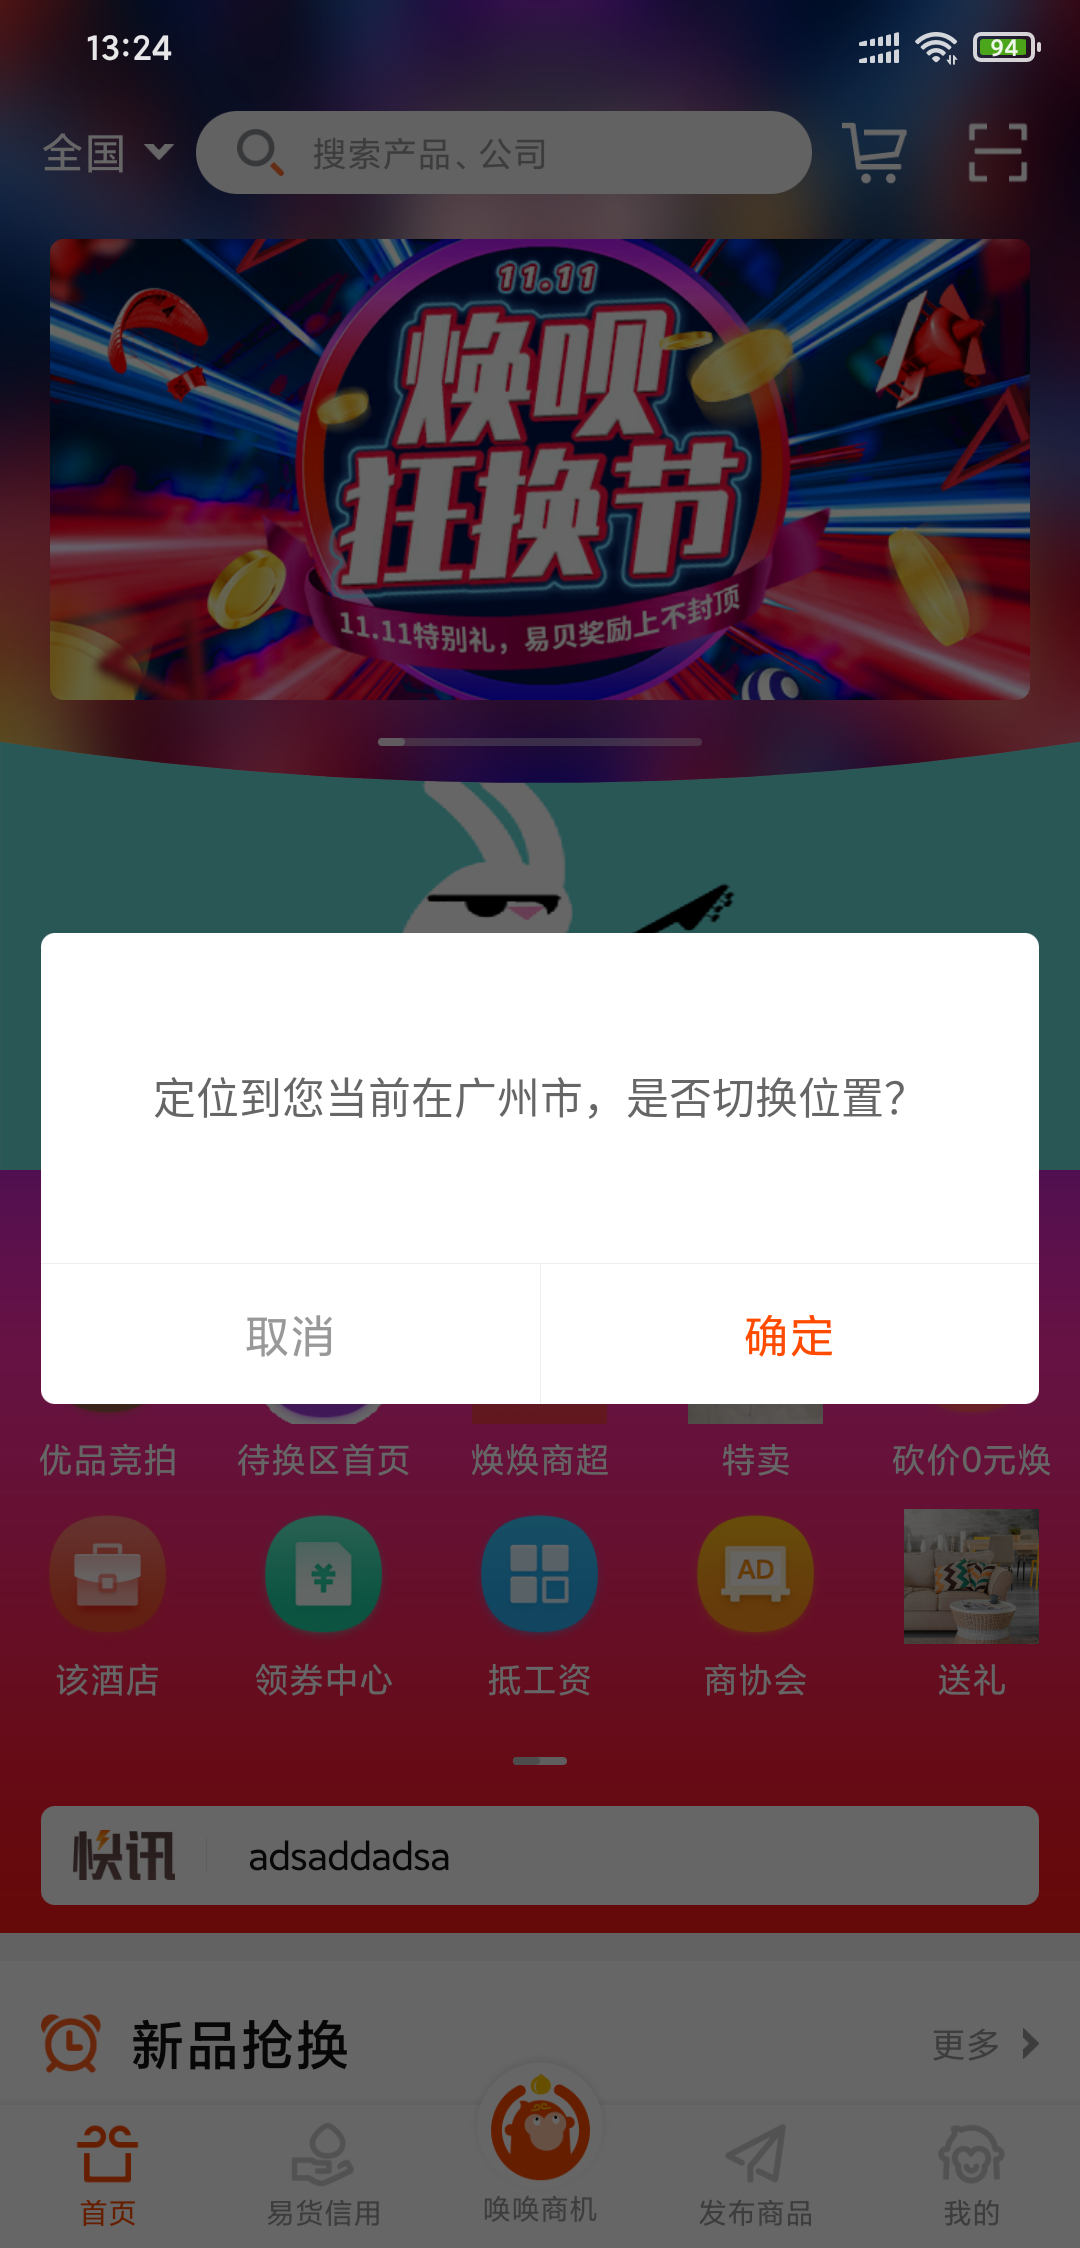 13:24
94
全国
搜索产品、公司
11.11
焕呗
狂换节
11.11特别礼，易贝奖励上不封顶
定位到您当前在广州市，是否切换位置?
取消
确定
优品竞拍
待换区首页
焕焕商超
特卖
砍价0元焕
AD
该酒店
领券中心
抵工资
商协会
送礼
快讯
adsaddadsa
新品抢换
更多
首页
易货信用
唤唤商机
发布商品
我的